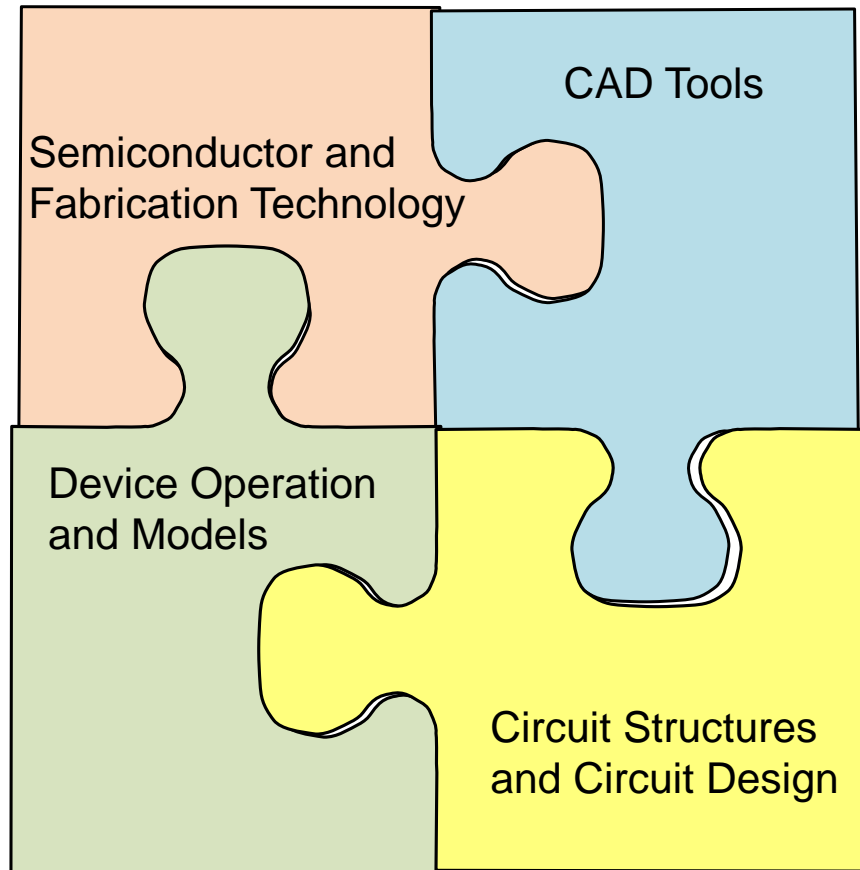 CAD Tools
Semiconductor and
Fabrication Technology
Device Operation
and Models
Circuit Structures
and Circuit Design